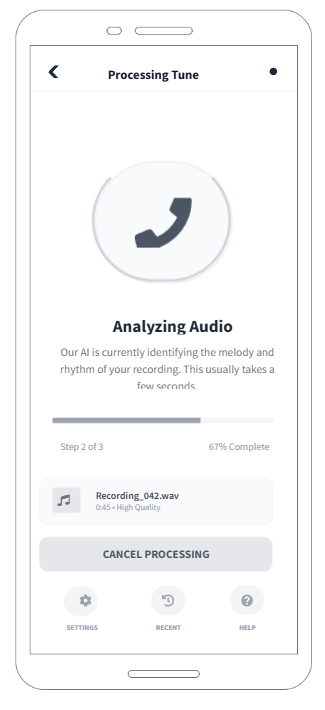 Processing Tune
Analyzing Audio
Our AI is currently identifying the melody and
rhythm of your recording. This usually takes a
few seconds.
Step 2 of 3
67% Complete
Recording_042.wav
0:45 • High Quality
CANCEL PROCESSING
SETTINGS
RECENT
HELP